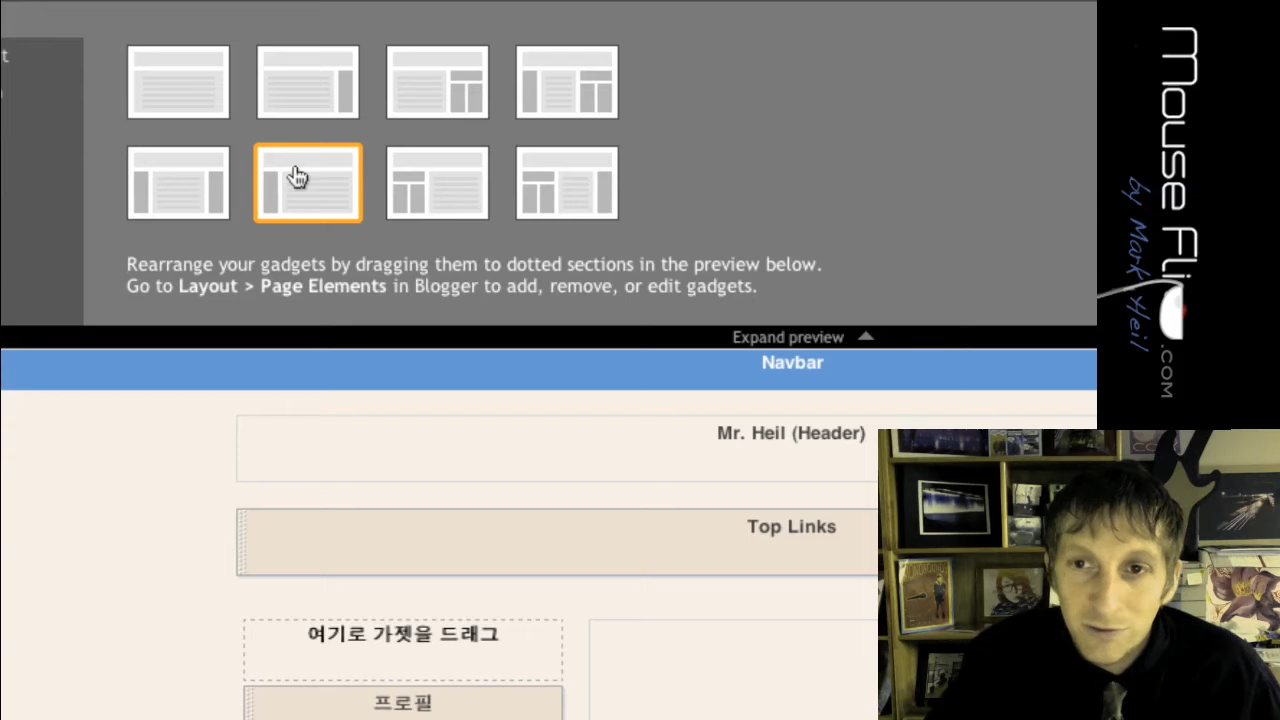 t
Rearrange your gadgets by dragging them to dotted sections in the preview below.
Go to Layout > Page Elements in Blogger to add, remove, or edit gadgets.
Expand preview
Navbar
Mr. Heil (Header)
Top Links
여기로 가젯을 드래그
프로필
Mouse Fli
.COM
by Mark Heil